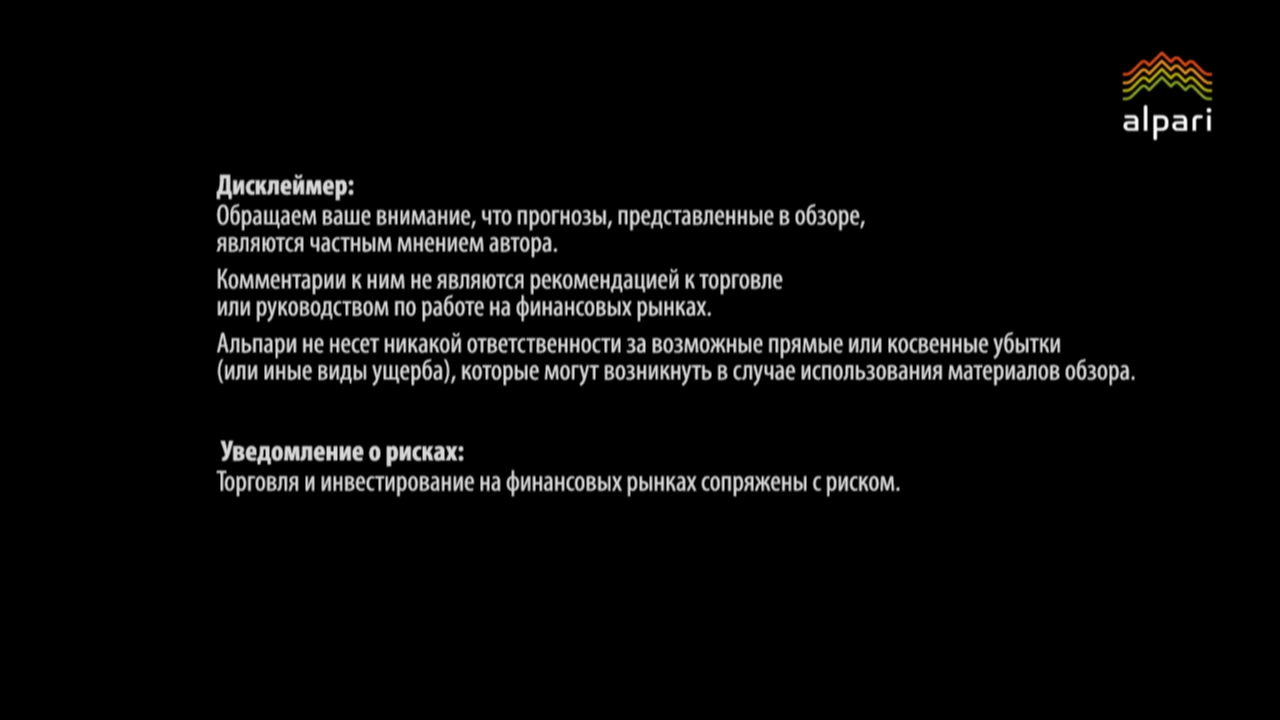 alpari
Дисклеймер:
Обращаем ваше внимание, что прогнозы, представленные в обзоре,
являются частным мнением автора.
Комментарии к ним не являются рекомендацией к торговле
или руководством по работе на финансовых рынках.
Альпари не несет никакой ответственности за возможные прямые или косвенные убытки
(или иные виды ущерба), которые могут возникнуть в случае использования материалов обзора.
Уведомление о рисках:
Торговля и инвестирование на финансовых рынках сопряжены с риском.